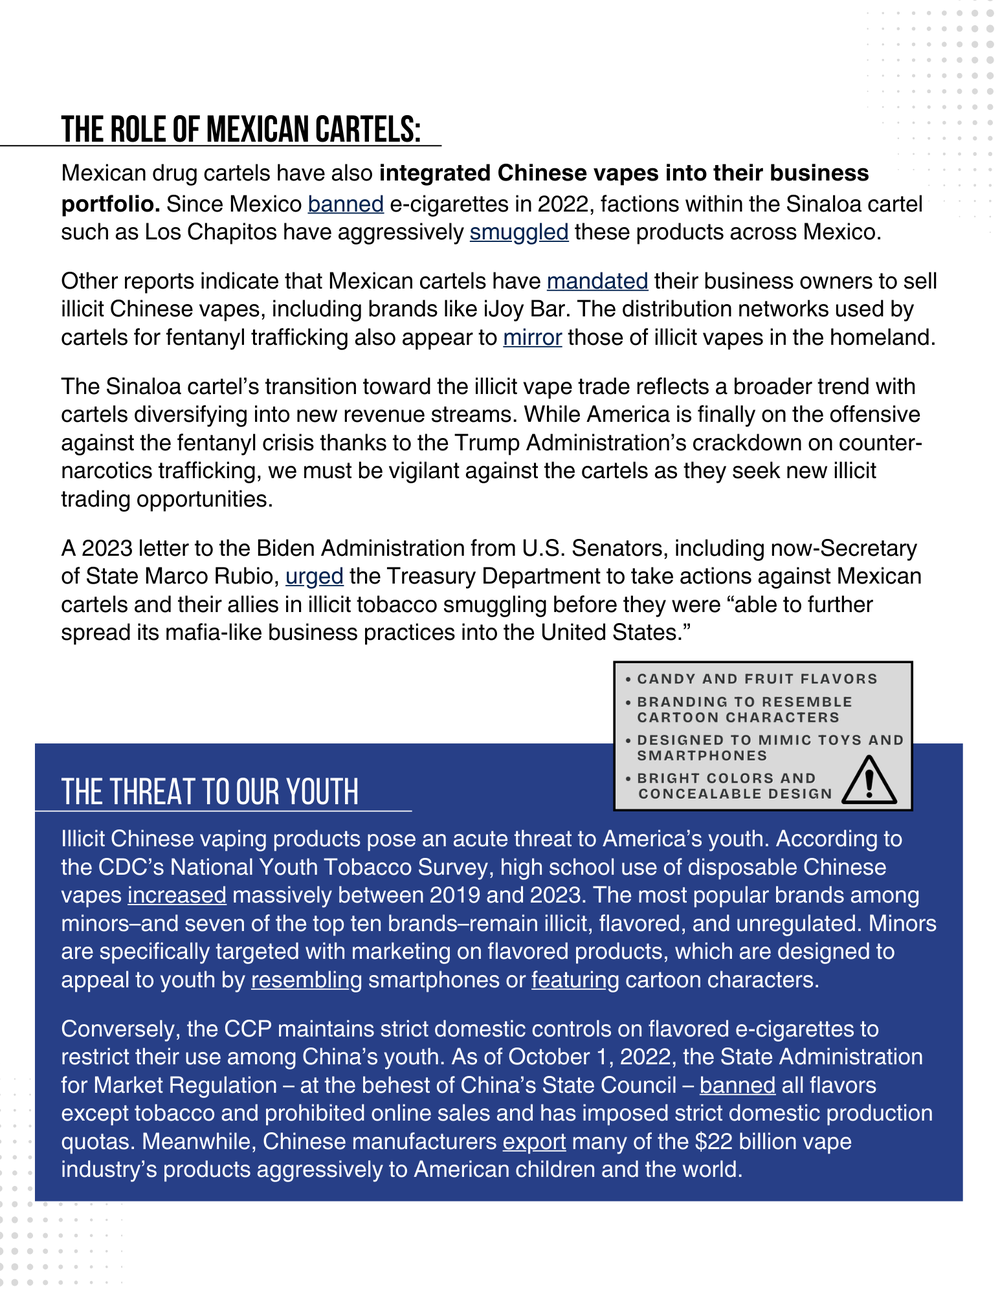 THE ROLE OF MEXICAN CARTELS:
Mexican drug cartels have also integrated Chinese vapes into their business
portfolio. Since Mexico banned e-cigarettes in 2022, factions within the Sinaloa cartel
such as Los Chapitos have aggressively smuggled these products across Mexico.
Other reports indicate that Mexican cartels have mandated their business owners to sell
illicit Chinese vapes, including brands like iJoy Bar. The distribution networks used by
cartels for fentanyl trafficking also appear to mirror those of illicit vapes in the homeland.
The Sinaloa cartel’s transition toward the illicit vape trade reflects a broader trend with
cartels diversifying into new revenue streams. While America is finally on the offensive
against the fentanyl crisis thanks to the Trump Administration’s crackdown on counter-
narcotics trafficking, we must be vigilant against the cartels as they seek new illicit
trading opportunities.
A 2023 letter to the Biden Administration from U.S. Senators, including now-Secretary
of State Marco Rubio, urged the Treasury Department to take actions against Mexican
cartels and their allies in illicit tobacco smuggling before they were “able to further
spread its mafia-like business practices into the United States.”
• CANDY AND FRUIT FLAVORS
• BRANDING TO RESEMBLE
CARTOON CHARACTERS
• DESIGNED TO MIMIC TOYS AND
SMARTPHONES
• BRIGHT COLORS AND
CONCEALABLE DESIGN
THE THREAT TO OUR YOUTH
Illicit Chinese vaping products pose an acute threat to America’s youth. According to
the CDC’s National Youth Tobacco Survey, high school use of disposable Chinese
vapes increased massively between 2019 and 2023. The most popular brands among
minors–and seven of the top ten brands–remain illicit, flavored, and unregulated. Minors
are specifically targeted with marketing on flavored products, which are designed to
appeal to youth by resembling smartphones or featuring cartoon characters.
Conversely, the CCP maintains strict domestic controls on flavored e-cigarettes to
restrict their use among China’s youth. As of October 1, 2022, the State Administration
for Market Regulation – at the behest of China’s State Council – banned all flavors
except tobacco and prohibited online sales and has imposed strict domestic production
quotas. Meanwhile, Chinese manufacturers export many of the $22 billion vape
industry’s products aggressively to American children and the world.